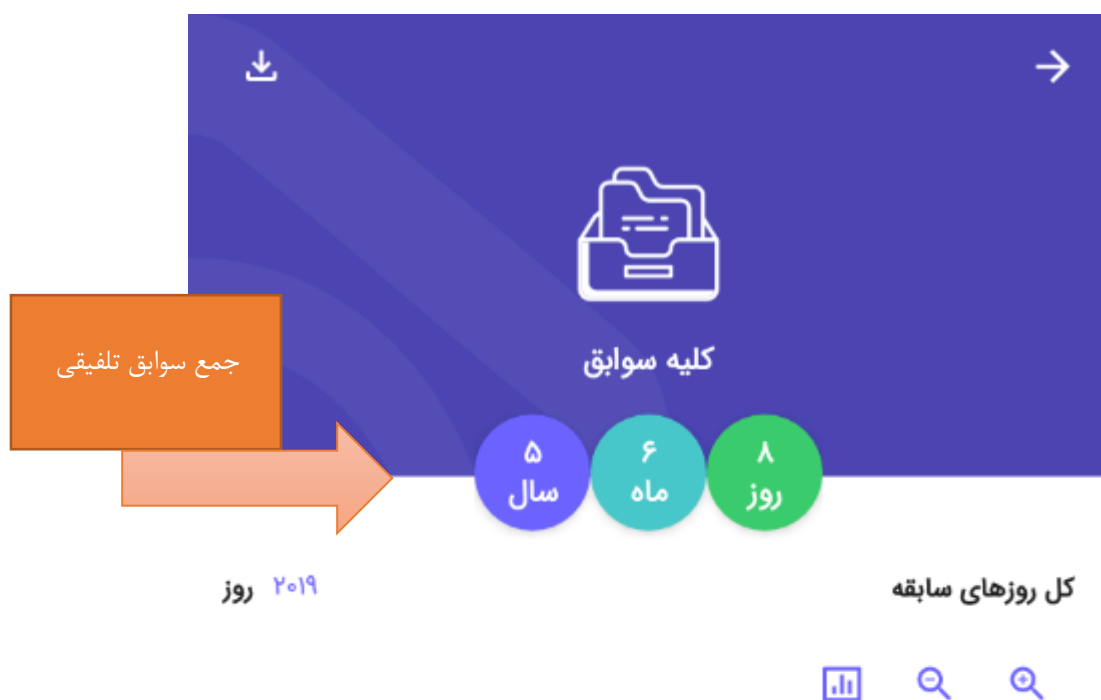 کلیه سوابق
جمع سوابق تلفیقی
۸
روز
۶
ماه
۵
سال
کل روزهای سابقه
۲۰۱۹ روز